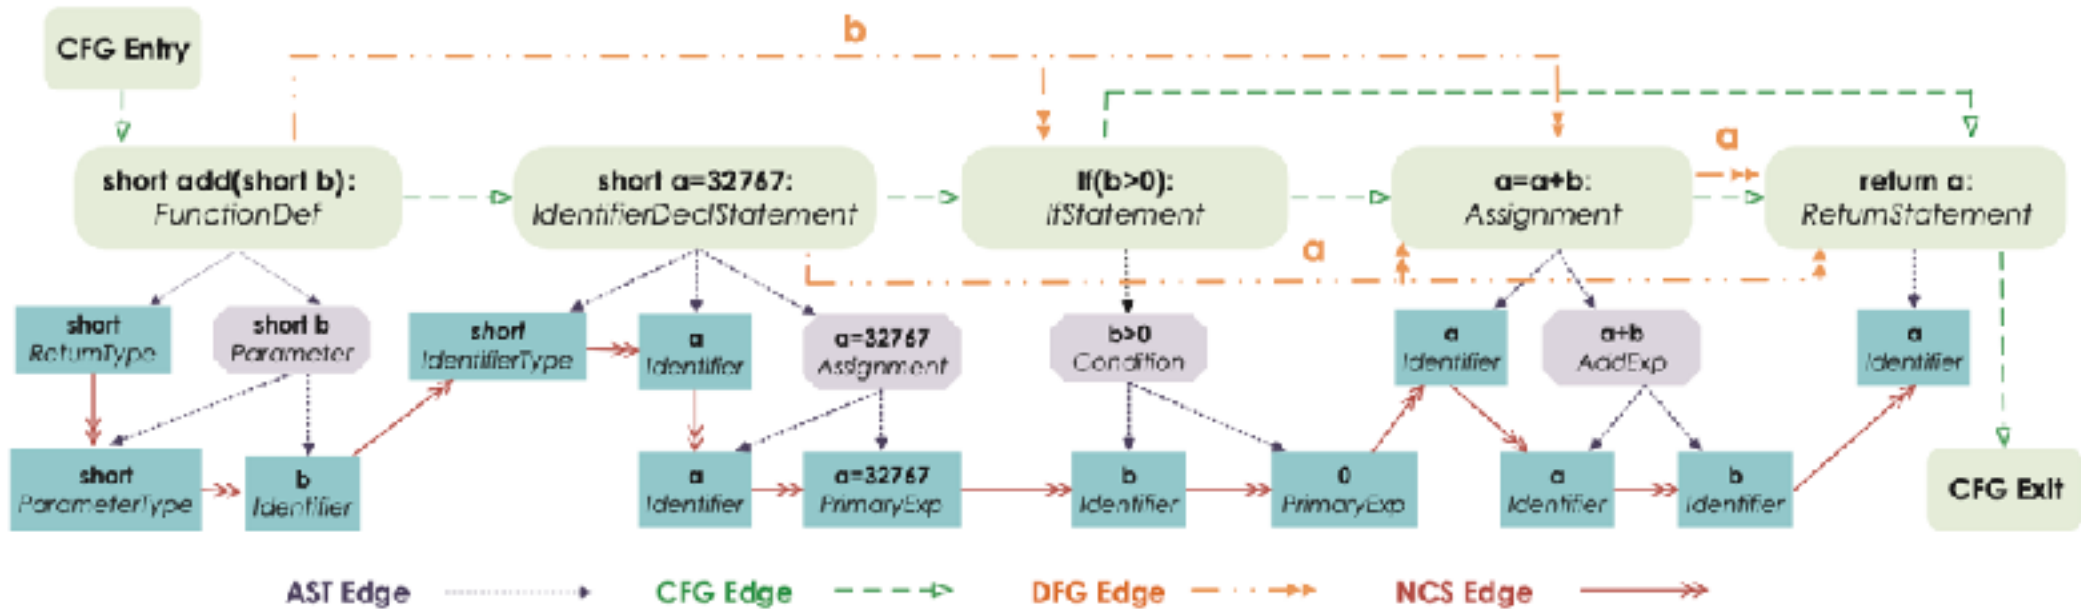 b
CFG Entry
a
short add(short b):
FunctionDef
short a=32767:
IdentifierDeclStatement
If(b>0):
IfStatement
a=a+b:
Assignment
return a:
ReturnStatement
a
short
ReturnType
short b
Parameter
short
IdentifierType
a
Identifier
a=32767
Assignment
b>0
Condition
a
Identifier
a+b
AddExp
a
Identifier
short
ParameterType
b
Identifier
a
Identifier
a=32767
PrimaryExp
b
Identifier
0
PrimaryExp
a
Identifier
b
Identifier
CFG Exit
AST Edge
CFG Edge
DFG Edge
NCS Edge